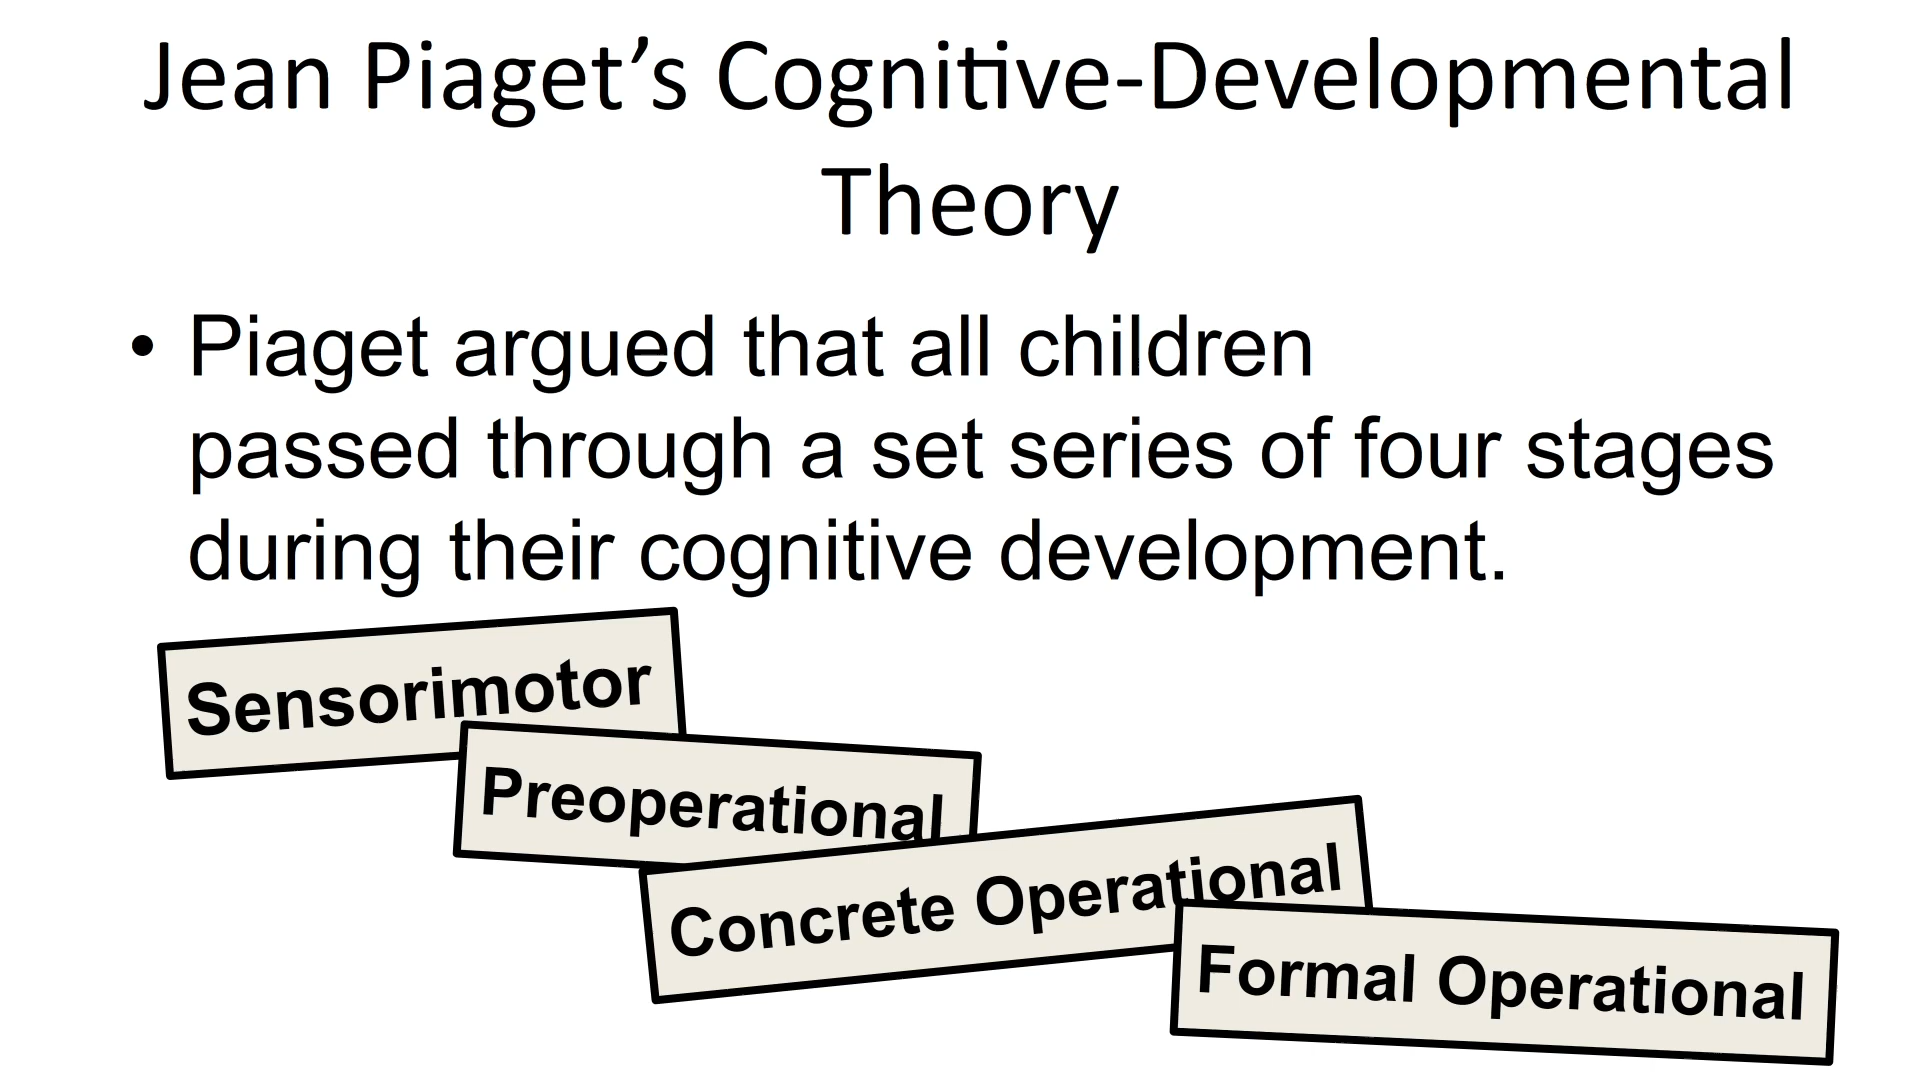 Jean Piaget’s Cognitive-Developmental
Theory
• Piaget argued that all children
passed through a set series of four stages
during their cognitive development.
Sensorimotor
Preoperational
Concrete Operational
Formal Operational